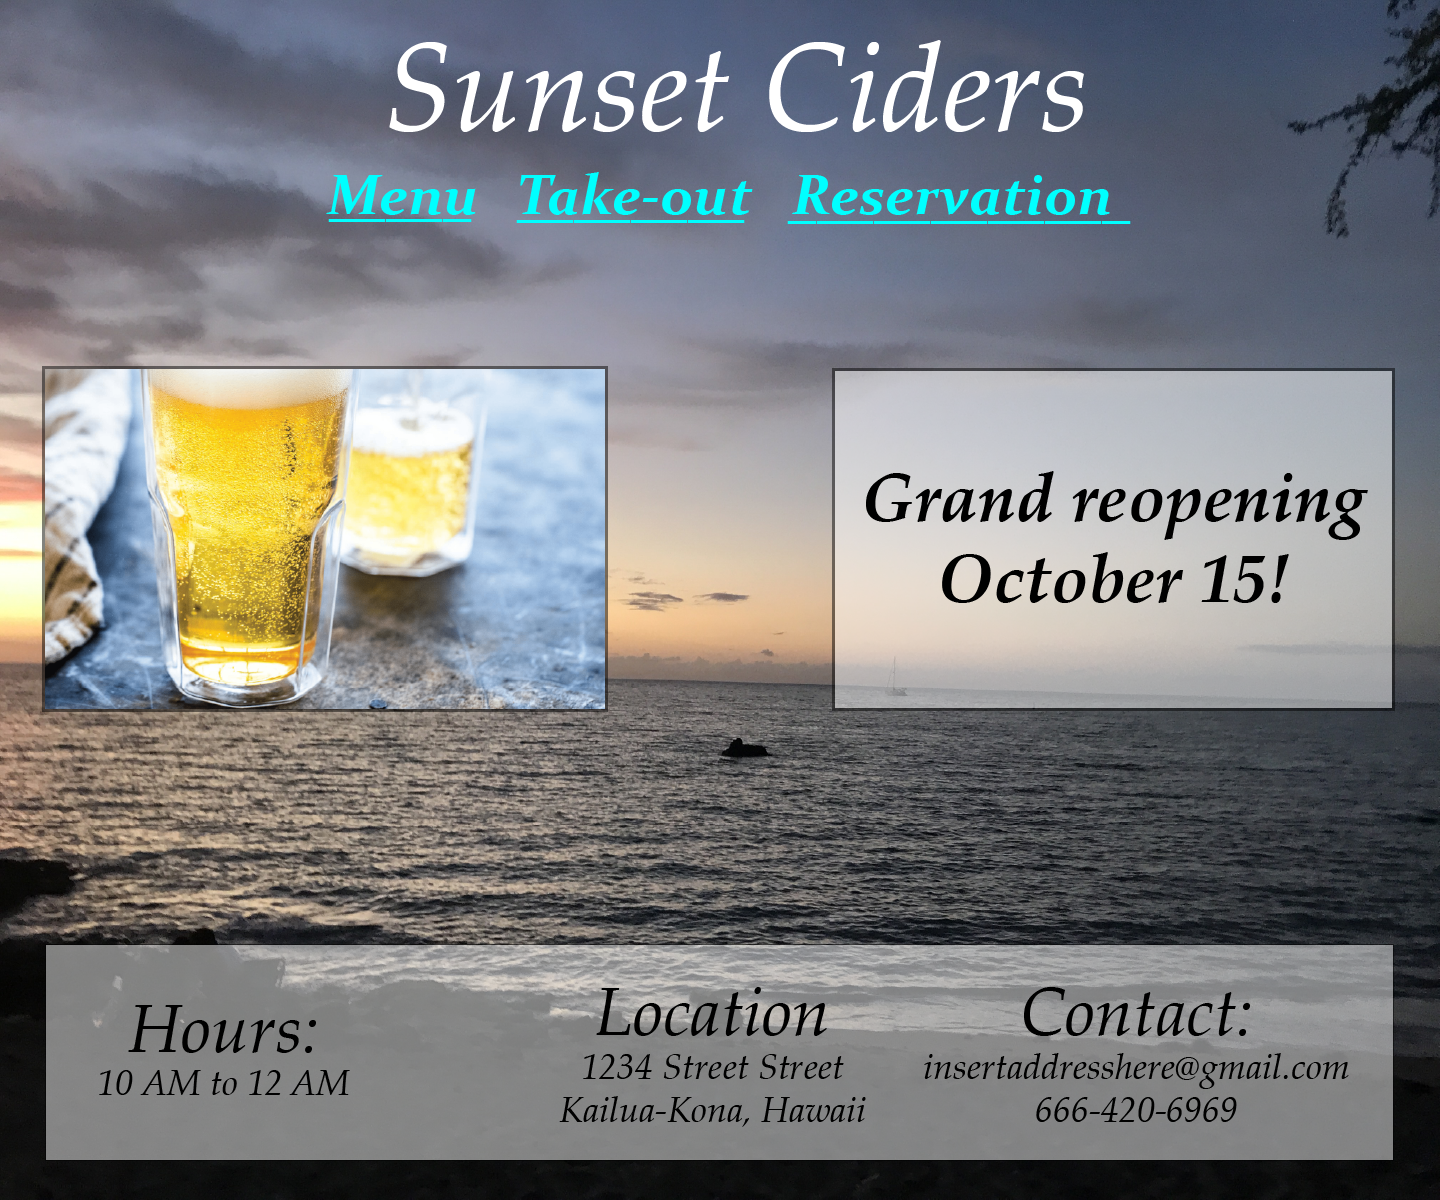 Sunset Ciders
Menu Take-out Reservation
Grand reopening
October 15!
Hours:
10 AM to 12 AM
Location
1234 Street Street
Kailua-Kona, Hawaii
Contact:
insertaddresshere@gmail.com
666-420-6969